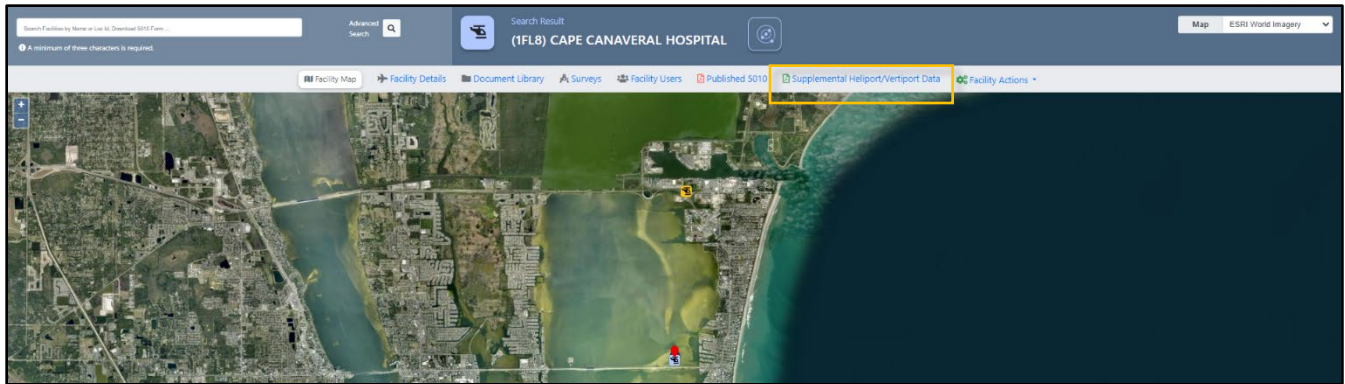 Search Facilities by Name or Loc Id, Download 5010 Form ...
A minimum of three characters is required.
Advanced
Search
Search Result
(1FL8) CAPE CANAVERAL HOSPITAL
Map
ESRI World Imagery
Facility Map
Facility Details
Document Library
Surveys
Facility Users
Published 5010
Supplemental Heliport/Vertiport Data
Facility Actions
+
−